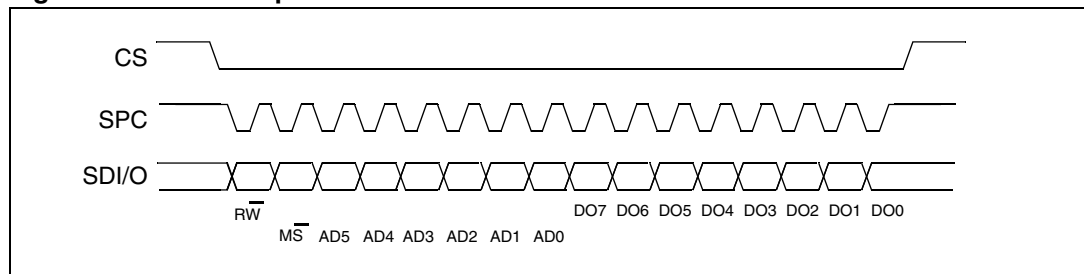 CS
SPC
SDI/O
RW
DO7 DO6 DO5 DO4 DO3 DO2 DO1 DO0
MS AD5 AD4 AD3 AD2 AD1 AD0